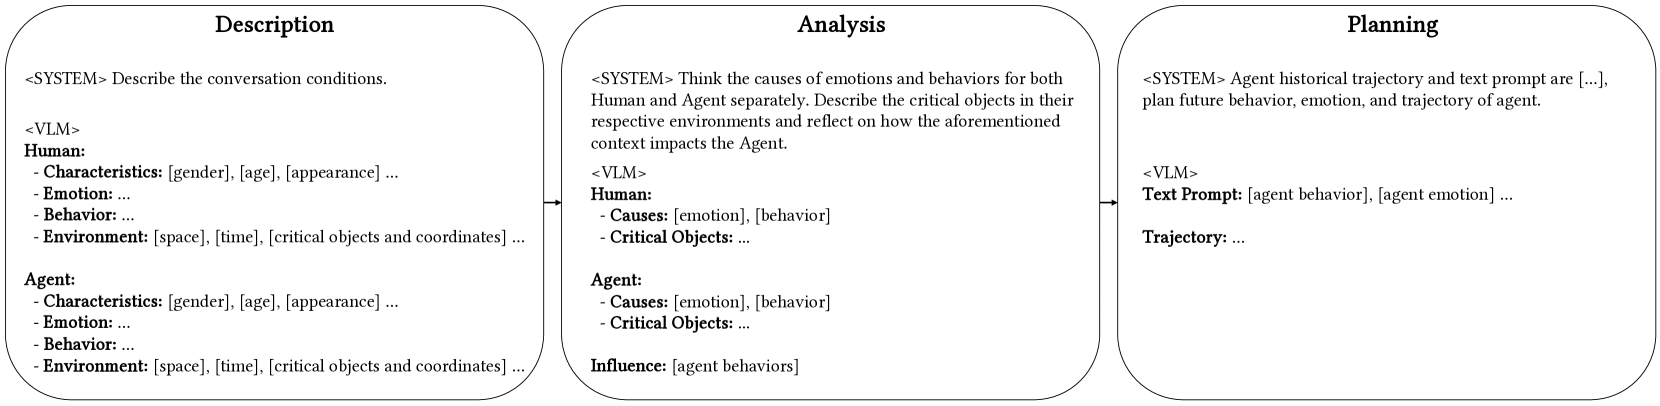 Description
<SYSTEM> Describe the conversation conditions.
<VLM>
Human:
- Characteristics: [gender], [age], [appearance] ...
- Emotion: ...
- Behavior: ...
- Environment: [space], [time], [critical objects and coordinates] ...
Agent:
- Characteristics: [gender], [age], [appearance] ...
- Emotion: ...
- Behavior: ...
- Environment: [space], [time], [critical objects and coordinates] ...
Analysis
<SYSTEM> Think the causes of emotions and behaviors for both
Human and Agent separately. Describe the critical objects in their
respective environments and reflect on how the aforementioned
context impacts the Agent.
<VLM>
Human:
- Causes: [emotion], [behavior]
- Critical Objects: ...
Agent:
- Causes: [emotion], [behavior]
- Critical Objects: ...
Influence: [agent behaviors]
Planning
<SYSTEM> Agent historical trajectory and text prompt are [...],
plan future behavior, emotion, and trajectory of agent.
<VLM>
Text Prompt: [agent behavior], [agent emotion] ...
Trajectory: ...